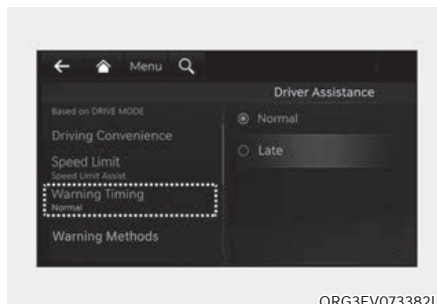 Menu
Driver Assistance
Based on DRIVE MODE
Driving Convenience
Speed Limit
Speed Limit Assist
Warning Timing
Normal
Warning Methods
Normal
Late